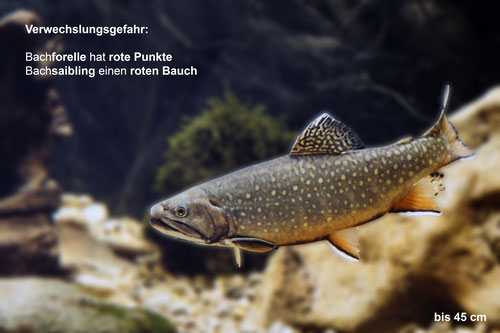 Verwechslungsgefahr:
Bachforelle hat rote Punkte
Bachsaibling einen roten Bauch
bis 45 cm